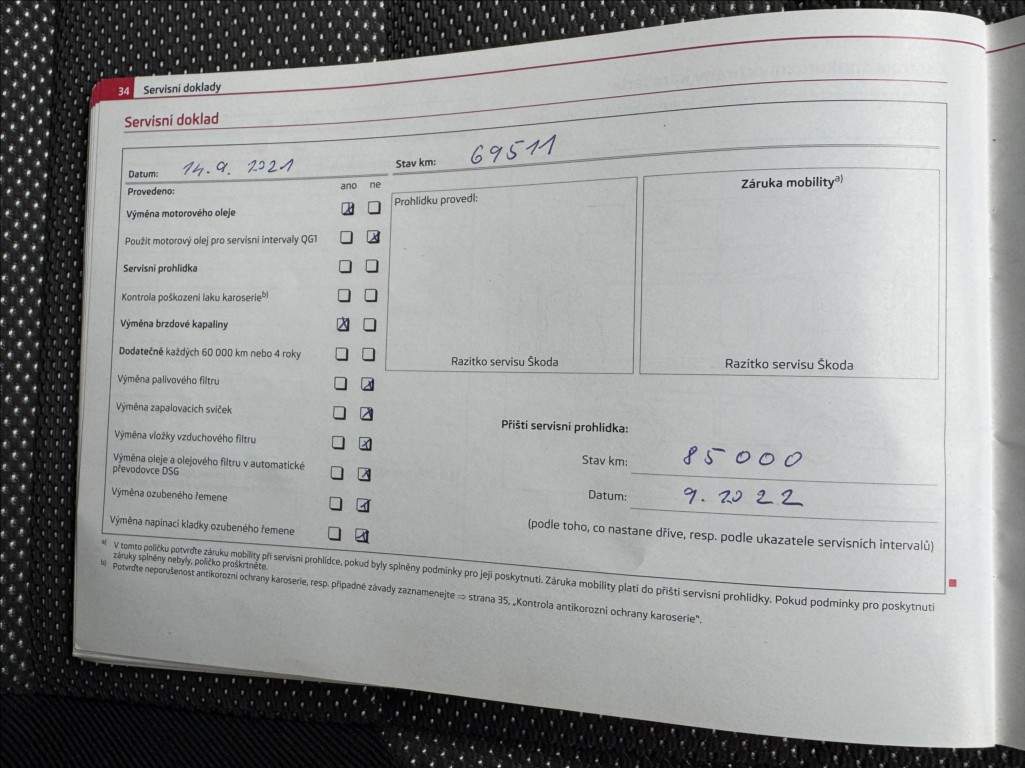 34 Servisní doklady
Servisní doklad
Datum: 14. 9. 2021 Stav km: 69511
Provedeno: ano ne
Výměna motorového oleje
Použit motorový olej pro servisní intervaly QG1
Servisní prohlídka
Kontrola poškození laku karoserie b)
Výměna brzdové kapaliny
Dodatečně každých 60 000 km nebo 4 roky
Výměna palivového filtru
Výměna zapalovacích svíček
Výměna vložky vzduchového filtru
Výměna oleje a olejového filtru v automatické
převodovce DSG
Výměna ozubeného řemene
Výměna napínací kladky ozubeného řemene
Prohlídku provedl:
Razítko servisu Škoda
Záruka mobility a)
Razítko servisu Škoda
Příští servisní prohlídka:
Stav km: 85000
Datum: 9. 2022
(podle toho, co nastane dříve, resp. podle ukazatele servisních intervalů)
a) V tomto políčku potvrďte záruku mobility při servisní prohlídce, pokud byly splněny podmínky pro její poskytnutí. Záruka mobility platí do příští servisní prohlídky. Pokud podmínky pro poskytnutí
záruky splněny nebyly, políčko proškrtněte.
b) Potvrďte neporušenost antikorozní ochrany karoserie, resp. případné závady zaznamenejte ⇒ strana 35, „Kontrola antikorozní ochrany karoserie".